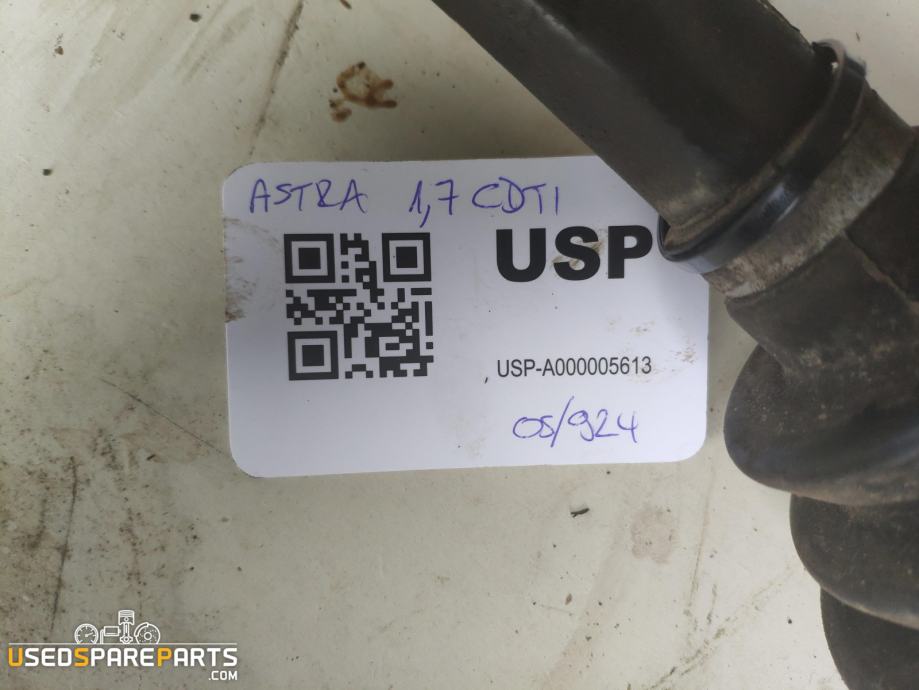 ASTRA 1,7 CDTI
USP
USP-A000005613
05/924
USEDSPAREPARTS
.COM